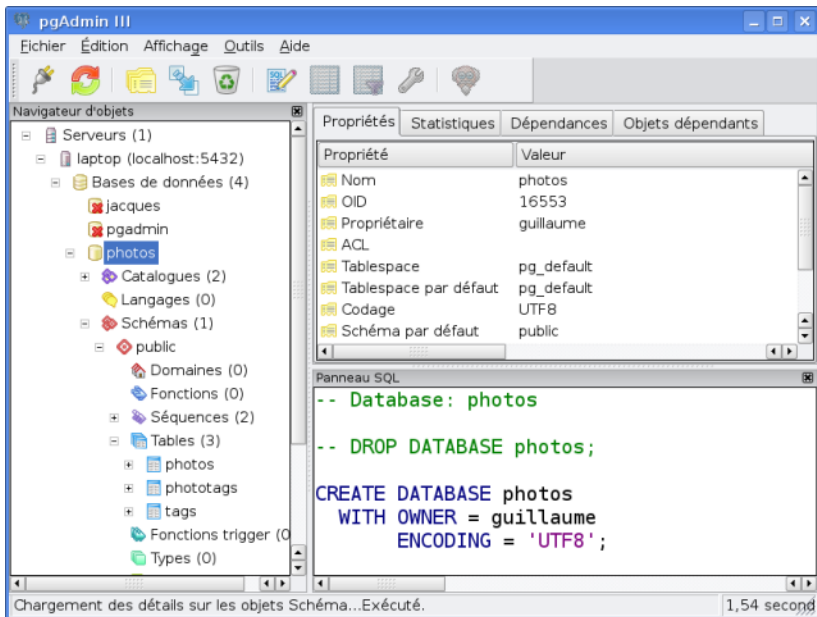 pgAdmin III
Fichier Édition Affichage Outils Aide
SQL
Navigateur d'objets
Serveurs (1)
laptop (localhost:5432)
Bases de données (4)
jacques
pgadmin
photos
Catalogues (2)
Langages (0)
Schémas (1)
public
Domaines (0)
Fonctions (0)
Séquences (2)
Tables (3)
photos
phototags
tags
Fonctions trigger (0
Types (0)
Propriétés Statistiques Dépendances Objets dépendants
Propriété Valeur
Nom photos
OID 16553
Propriétaire guillaume
ACL
Tablespace pg_default
Tablespace par défaut pg_default
Codage UTF8
Schéma par défaut public
Panneau SQL
-- Database: photos
-- DROP DATABASE photos;
CREATE DATABASE photos
WITH OWNER = guillaume
ENCODING = 'UTF8';
Chargement des détails sur les objets Schéma...Exécuté. 1,54 second